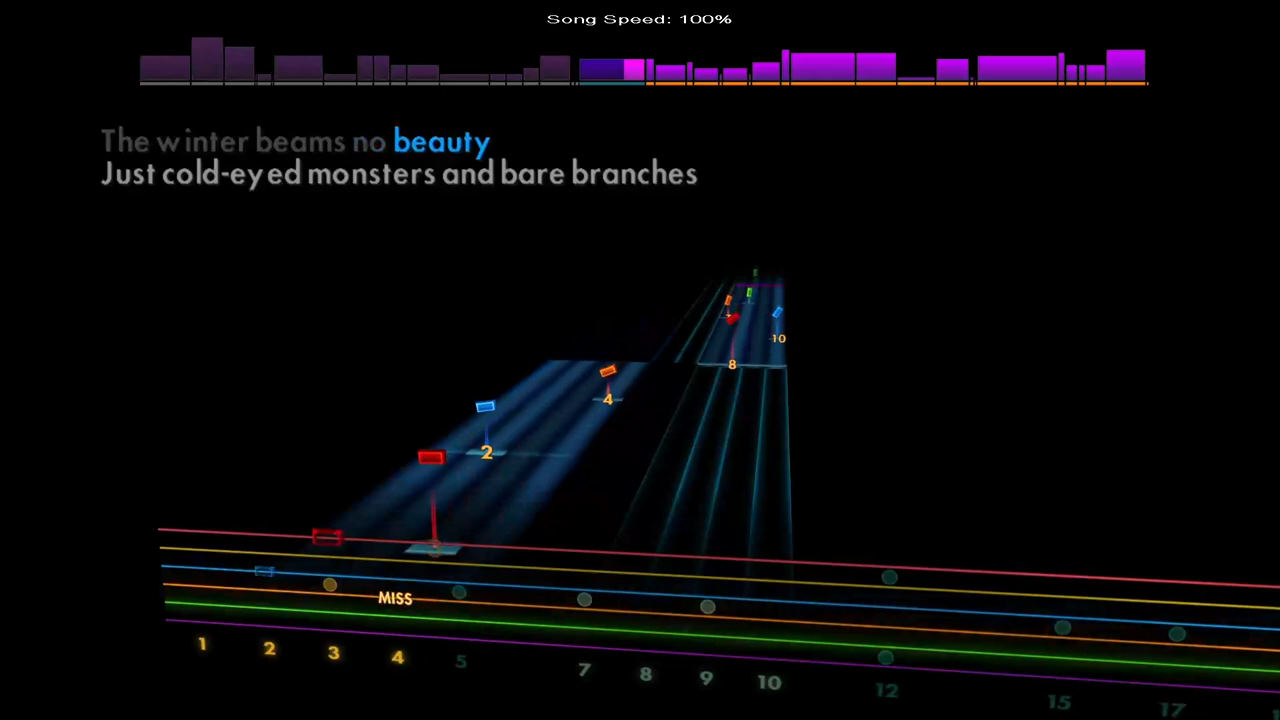 Song Speed: 100%
The winter beams no beauty
Just cold-eyed monsters and bare branches
10
8
4
2
MISS
1 2 3 4 5 7 8 9 10 12 15 17